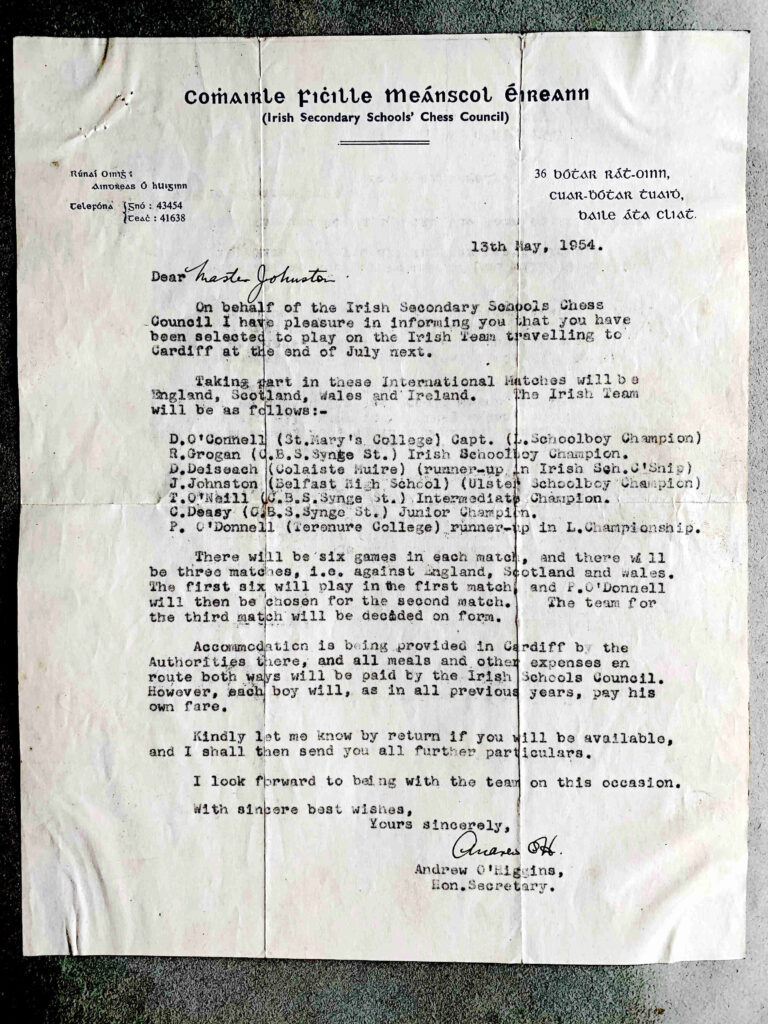 Coṁairle Fiċille Meánscol Éireann
(Irish Secondary Schools' Chess Council)
Rúnaí Oiniġ :
Aindreas Ó hUiginn
Telefóna { Gnó : 43454
Teaċ : 41638
36 Bóṫar Ráṫ-Oinn,
Cuar-Bóṫar Tuaiḋ,
Baile Áṫa Cliaṫ.
13th May, 1954.
Dear Master Johnston.
On behalf of the Irish Secondary Schools Chess
Council I have pleasure in informing you that you have
been selected to play on the Irish Team travelling to
Cardiff at the end of July next.
Taking part in these International Matches will be
England, Scotland, Wales and Ireland. The Irish Team
will be as follows:-
D.O'Connell (St.Mary's College) Capt. (L.Schoolboy Champion)
R.Grogan (C.B.S.Synge St.) Irish Schoolboy Champion.
D.Deiseach (Colaiste Muire) (runner-up in Irish Sch.C'Ship)
J.Johnston (Belfast High School) (Ulster Schoolboy Champion)
T.O'Neill (C.B.S.Synge St.) Intermediate Champion.
C.Deasy (C.B.S.Synge St.) Junior Champion.
P. O'Donnell (Terenure College) runner-up in L.Championship.
There will be six games in each match, and there will
be three matches, i.e. against England, Scotland and Wales.
The first six will play in the first match, and P.O'Donnell
will then be chosen for the second match. The team for
the third match will be decided on form.
Accommodation is being provided in Cardiff by the
Authorities there, and all meals and other expenses en
route both ways will be paid by the Irish Schools Council.
However, each boy will, as in all previous years, pay his
own fare.
Kindly let me know by return if you will be available,
and I shall then send you all further particulars.
I look forward to being with the team on this occasion.
With sincere best wishes,
Yours sincerely,
Andrew O'H.
Andrew O'Higgins,
Hon.Secretary.